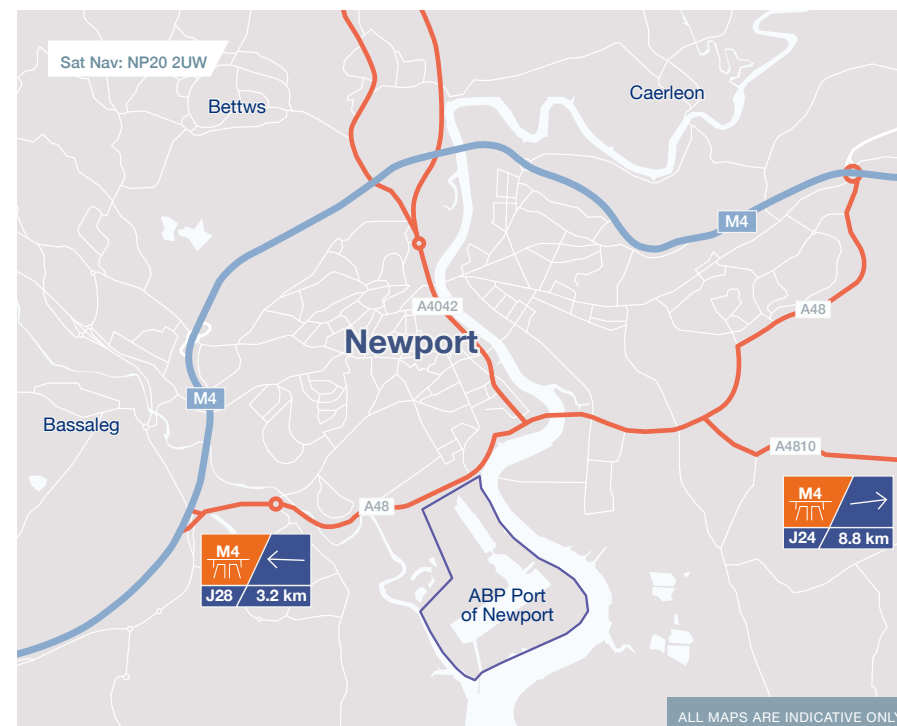 Sat Nav: NP20 2UW
Bettws
Caerleon
M4
A4042
A48
Newport
M4
Bassaleg
A4810
A48
M4
J24 8.8 km
M4
J28 3.2 km
ABP Port
of Newport
ALL MAPS ARE INDICATIVE ONLY